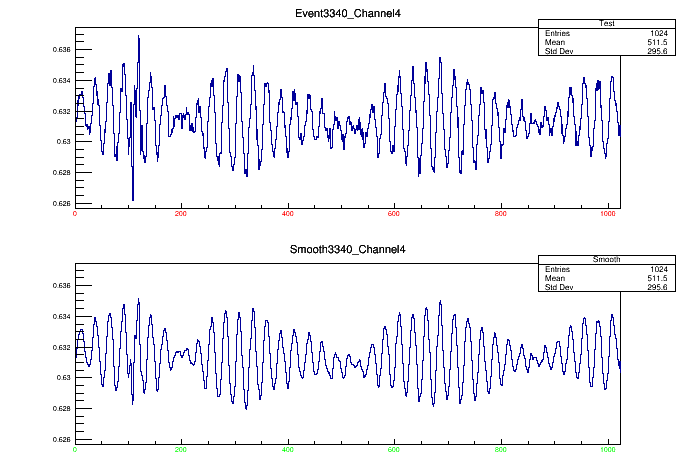 Event3340_Channel4
Test
Entries 1024
Mean 511.5
Std Dev 295.6
0.636
0.634
0.632
0.63
0.628
0.626
0 200 400 600 800 1000
Smooth3340_Channel4
Smooth
Entries 1024
Mean 511.5
Std Dev 295.6
0.636
0.634
0.632
0.63
0.628
0.626
0 200 400 600 800 1000